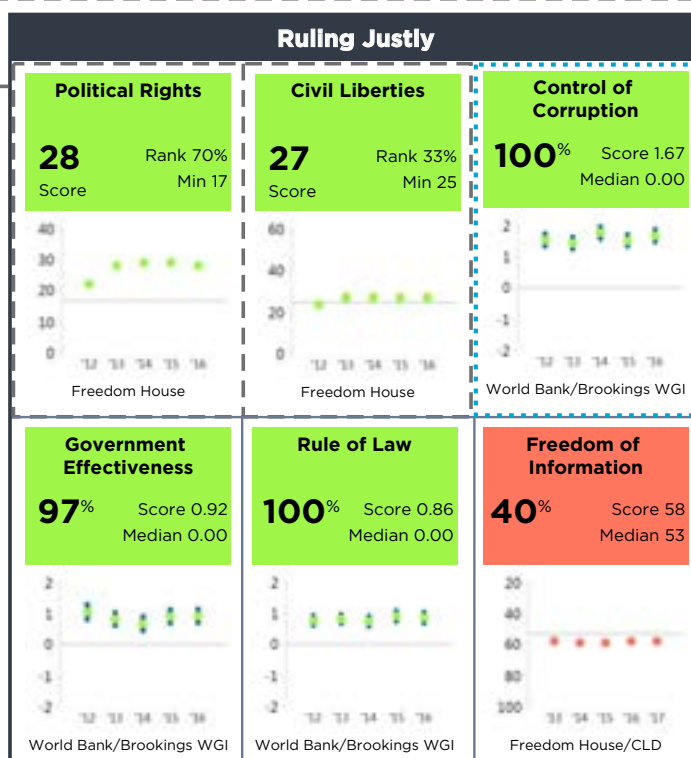 Ruling Justly
Political Rights
28
Score
Rank 70%
Min 17
40
30
20
10
0
'12 '13 '14 '15 '16
Freedom House
Civil Liberties
27
Score
Rank 33%
Min 25
60
40
20
0
'12 '13 '14 '15 '16
Freedom House
Control of
Corruption
100%
Score 1.67
Median 0.00
2
1
0
-1
-2
'12 '13 '14 '15 '16
World Bank/Brookings WGI
Government
Effectiveness
97%
Score 0.92
Median 0.00
2
1
0
-1
-2
'12 '13 '14 '15 '16
World Bank/Brookings WGI
Rule of Law
100%
Score 0.86
Median 0.00
2
1
0
-1
-2
'12 '13 '14 '15 '16
World Bank/Brookings WGI
Freedom of
Information
40%
Score 58
Median 53
20
40
60
80
100
'13 '14 '15 '16 '17
Freedom House/CLD